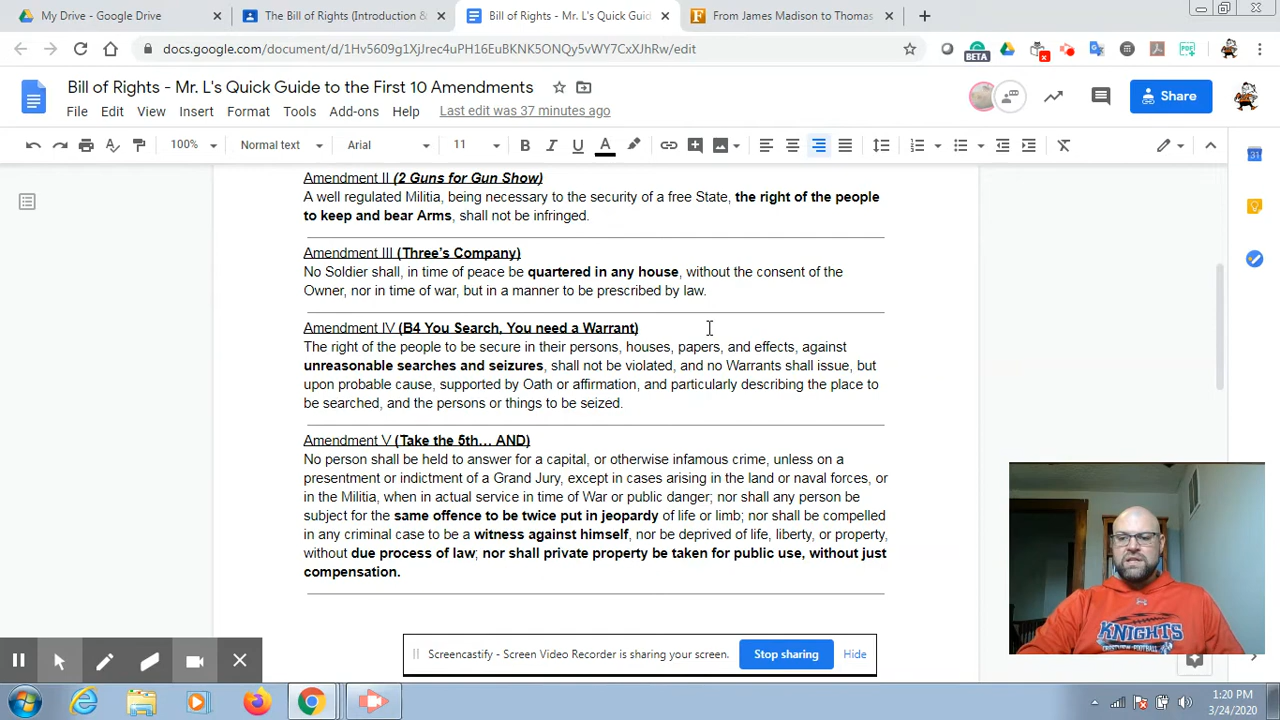 My Drive - Google Drive
The Bill of Rights (Introduction &
Bill of Rights - Mr. L's Quick Guid
From James Madison to Thomas
docs.google.com/document/d/1Hv5609g1XjJrec4uPH16EuBKNK5ONQy5vWY7CxXJhRw/edit
BETA
Bill of Rights - Mr. L's Quick Guide to the First 10 Amendments
File Edit View Insert Format Add-ons Help Last edit was 37 minutes ago
Share
100% Normal text Arial 11
Amendment II (2 Guns for Gun Show)
A well regulated Militia, being necessary to the security of a free State, the right of the people
to keep and bear Arms, shall not be infringed.
Amendment III (Three's Company)
No Soldier shall, in time of peace be quartered in any house, without the consent of the
Owner, nor in time of war, but in a manner to be prescribed by law.
Amendment IV (B4 You Search, You need a Warrant)
The right of the people to be secure in their persons, houses, papers, and effects, against
unreasonable searches and seizures, shall not be violated, and no Warrants shall issue, but
upon probable cause, supported by Oath or affirmation, and particularly describing the place to
be searched, and the persons or things to be seized.
Amendment V (Take the 5th... AND)
No person shall be held to answer for a capital, or otherwise infamous crime, unless on a
presentment or indictment of a Grand Jury, except in cases arising in the land or naval forces, or
in the Militia, when in actual service in time of War or public danger; nor shall any person be
subject for the same offence to be twice put in jeopardy of life or limb; nor shall be compelled
in any criminal case to be a witness against himself, nor be deprived of life, liberty, or property,
without due process of law; nor shall private property be taken for public use, without just
compensation.
KNIGHTS
CRESTVIEW FOOTBALL
Screencastify - Screen Video Recorder is sharing your screen. Stop sharing Hide
1:20 PM
3/24/2020